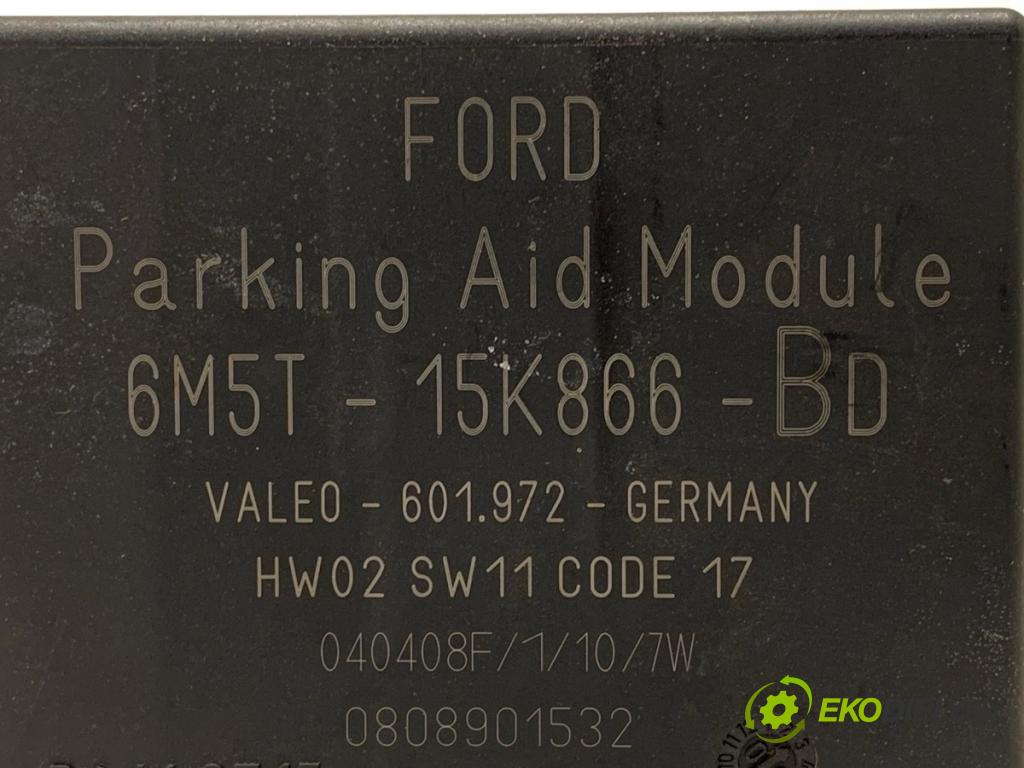 FORD
Parking Aid Module
6M5T - 15K866 - BD
VALEO - 601.972 - GERMANY
HW02 SW11 CODE 17
040408F/1/10/7W
0808901532
EKO